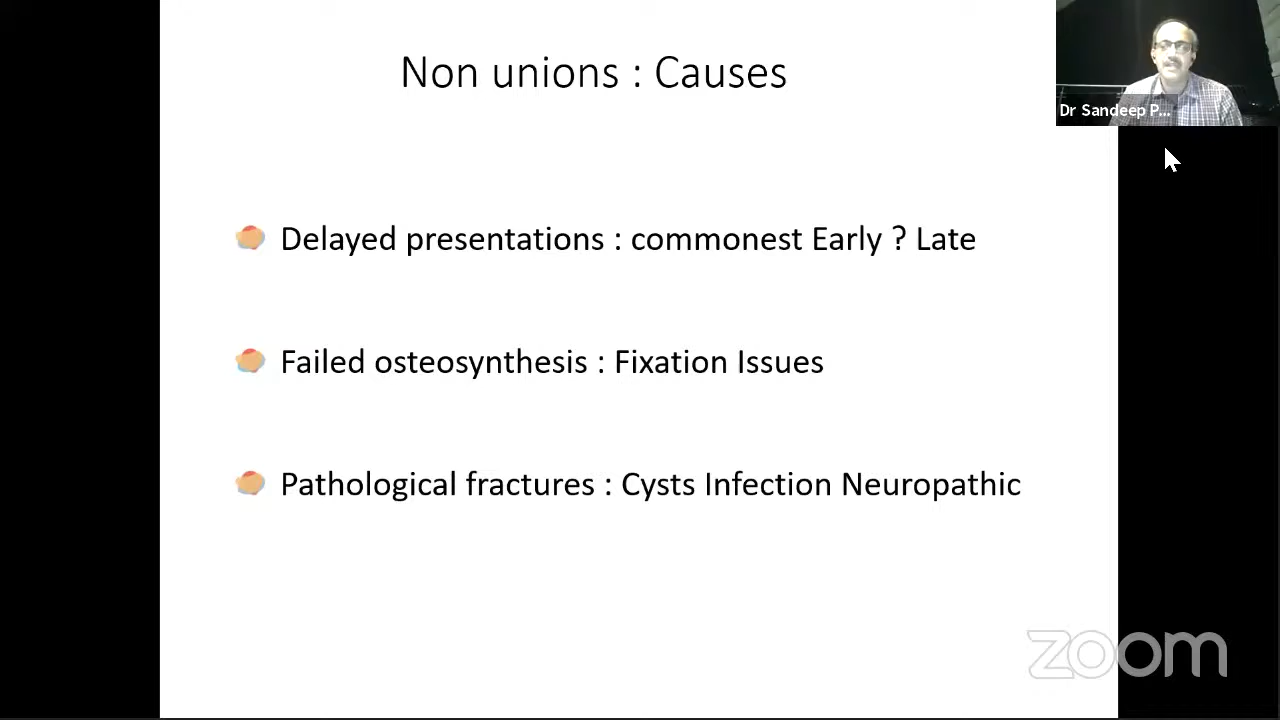 Non unions : Causes
Dr Sandeep P...
Delayed presentations : commonest Early ? Late
Failed osteosynthesis : Fixation Issues
Pathological fractures : Cysts Infection Neuropathic
zoom